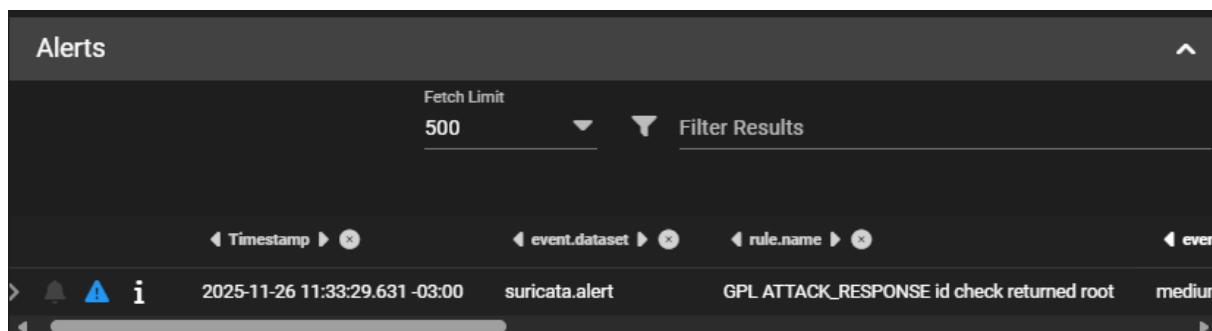 Alerts
Fetch Limit
500
Filter Results
Timestamp event.dataset rule.name
2025-11-26 11:33:29.631 -03:00 suricata.alert GPL ATTACK_RESPONSE id check returned root